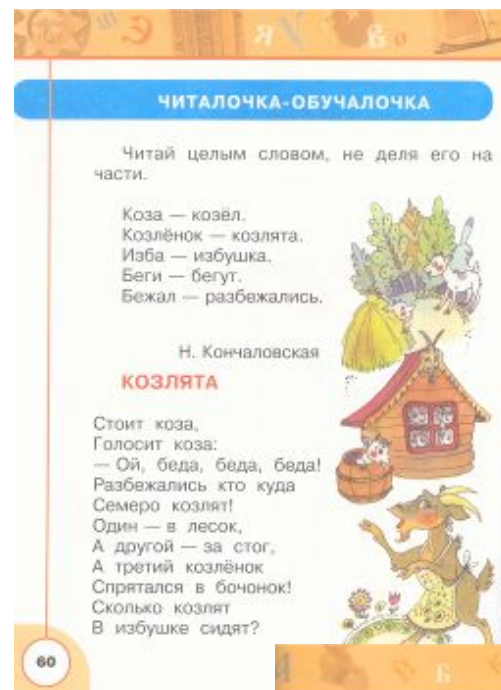 ЧИТАЛОЧКА-ОБУЧАЛОЧКА
Читай целым словом, не деля его на
части.
Коза — козёл.
Козлёнок — козлята.
Изба — избушка.
Беги — бегут.
Бежал — разбежались.
Н. Кончаловская
КОЗЛЯТА
Стоит коза,
Голосит коза:
— Ой, беда, беда, беда!
Разбежались кто куда
Семеро козлят!
Один — в лесок,
А другой — за стог,
А третий козлёнок
Спрятался в бочонок!
Сколько козлят
В избушке сидят?
60